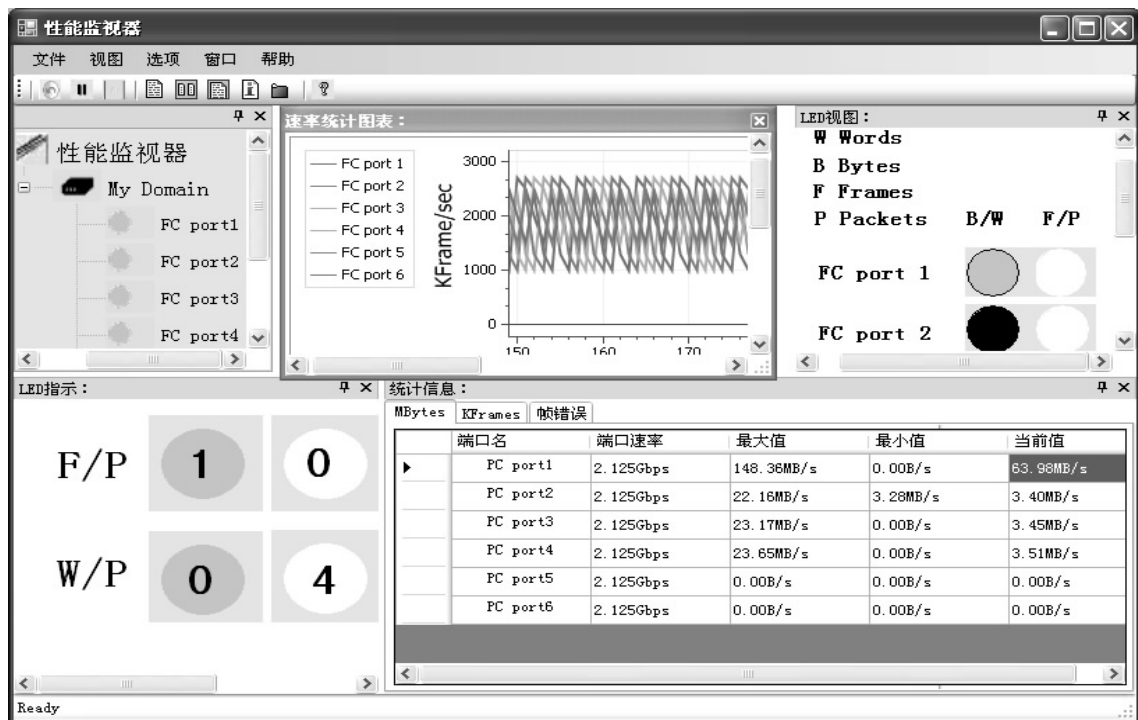 性能监视器
文件 视图 选项 窗口 帮助
性能监视器
My Domain
FC port1
FC port2
FC port3
FC port4
速率统计图表：
FC port 1
FC port 2
FC port 3
FC port 4
FC port 5
FC port 6
KFrame/sec
3000
2000
1000
0
150 160 170
LED视图：
W Words
B Bytes
F Frames
P Packets B/W F/P
FC port 1
FC port 2
LED指示：
F/P 1 0
W/P 0 4
统计信息：
MBytes KFrames 帧错误
端口名 端口速率 最大值 最小值 当前值
PC port1 2.125Gbps 148.36MB/s 0.00B/s 63.98MB/s
PC port2 2.125Gbps 22.16MB/s 3.28MB/s 3.40MB/s
PC port3 2.125Gbps 23.17MB/s 0.00B/s 3.45MB/s
PC port4 2.125Gbps 23.65MB/s 0.00B/s 3.51MB/s
PC port5 2.125Gbps 0.00B/s 0.00B/s 0.00B/s
PC port6 2.125Gbps 0.00B/s 0.00B/s 0.00B/s
Ready